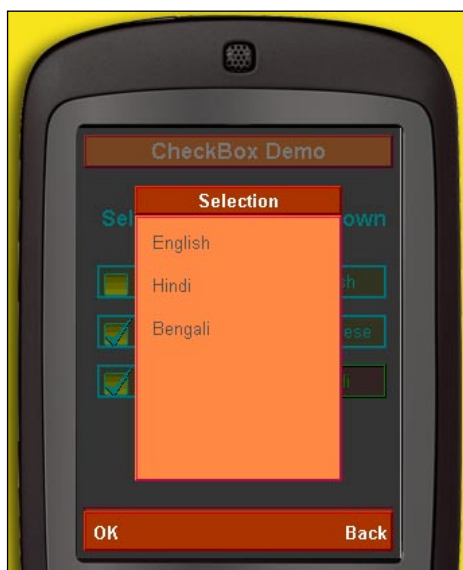 CheckBox Demo
Selection
English
Hindi
Bengali
OK Back